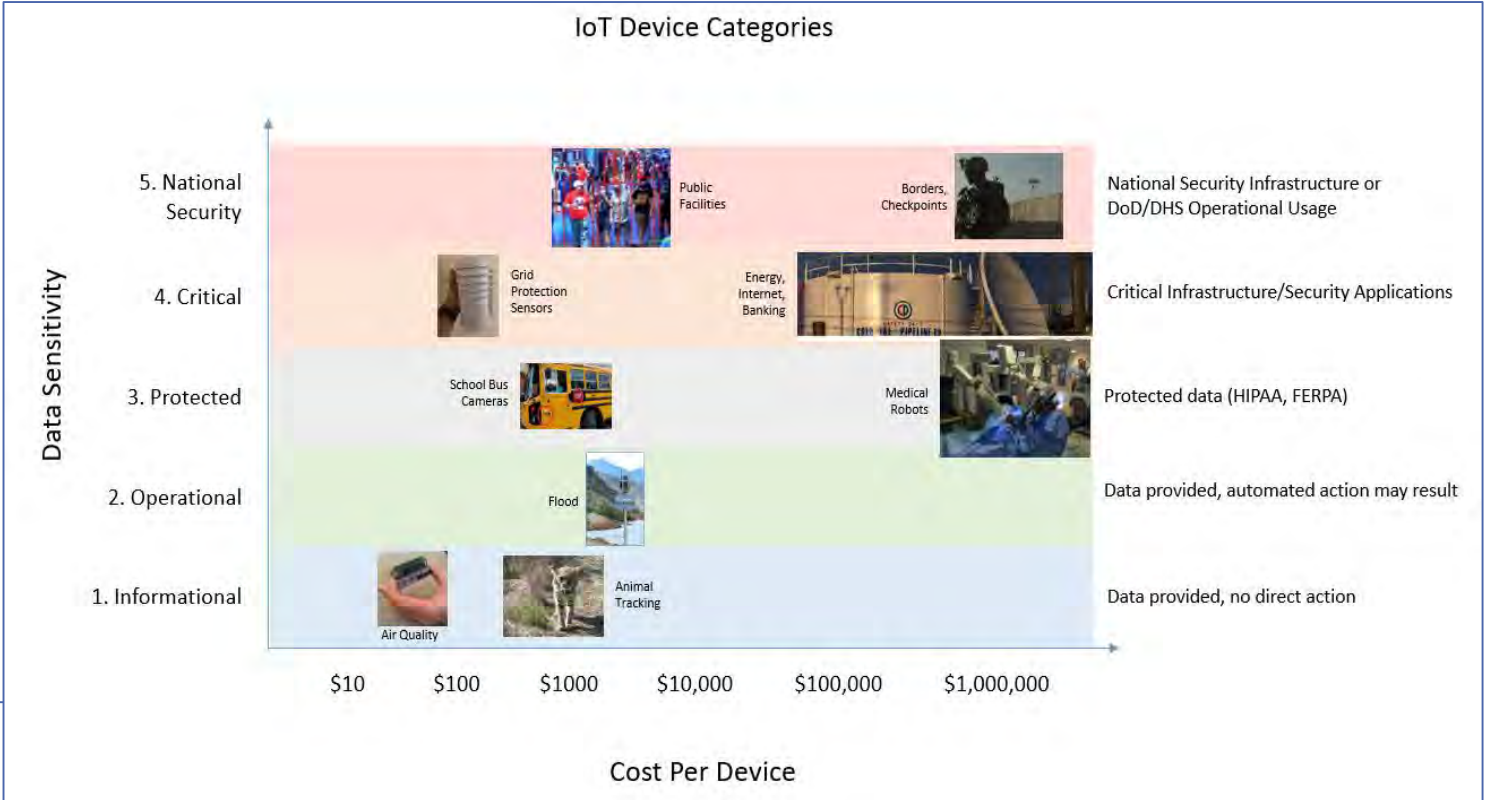 IoT Device Categories
Data Sensitivity
5. National
Security
Public
Facilities
Borders,
Checkpoints
National Security Infrastructure or
DoD/DHS Operational Usage
4. Critical
Grid
Protection
Sensors
Energy,
Internet,
Banking
Critical Infrastructure/Security Applications
3. Protected
School Bus
Cameras
Medical
Robots
Protected data (HIPAA, FERPA)
2. Operational
Flood
Data provided, automated action may result
1. Informational
Air Quality
Animal
Tracking
Data provided, no direct action
$10
$100
$1000
$10,000
$100,000
$1,000,000
Cost Per Device